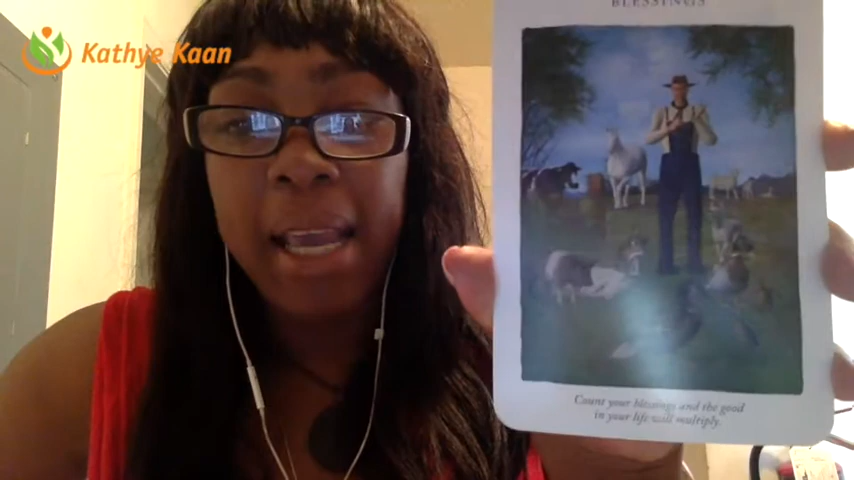 Kathye Kaan
BLESSINGS
Count your blessings and the good
in your life will multiply.